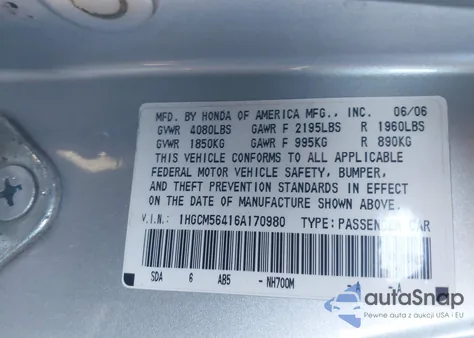 MFD. BY HONDA OF AMERICA MFG., INC. 06/06
GVWR 4080LBS GAWR F 2195LBS R 1960LBS
GVWR 1850KG GAWR F 995KG R 890KG
THIS VEHICLE CONFORMS TO ALL APPLICABLE
FEDERAL MOTOR VEHICLE SAFETY, BUMPER,
AND THEFT PREVENTION STANDARDS IN EFFECT
ON THE DATE OF MANUFACTURE SHOWN ABOVE.
V.I.N.: 1HGCM56416A170980 TYPE: PASSENGER CAR
SDA 6 AB5 -NH700M -A
autoSnap
Pewne auta z USA i EU